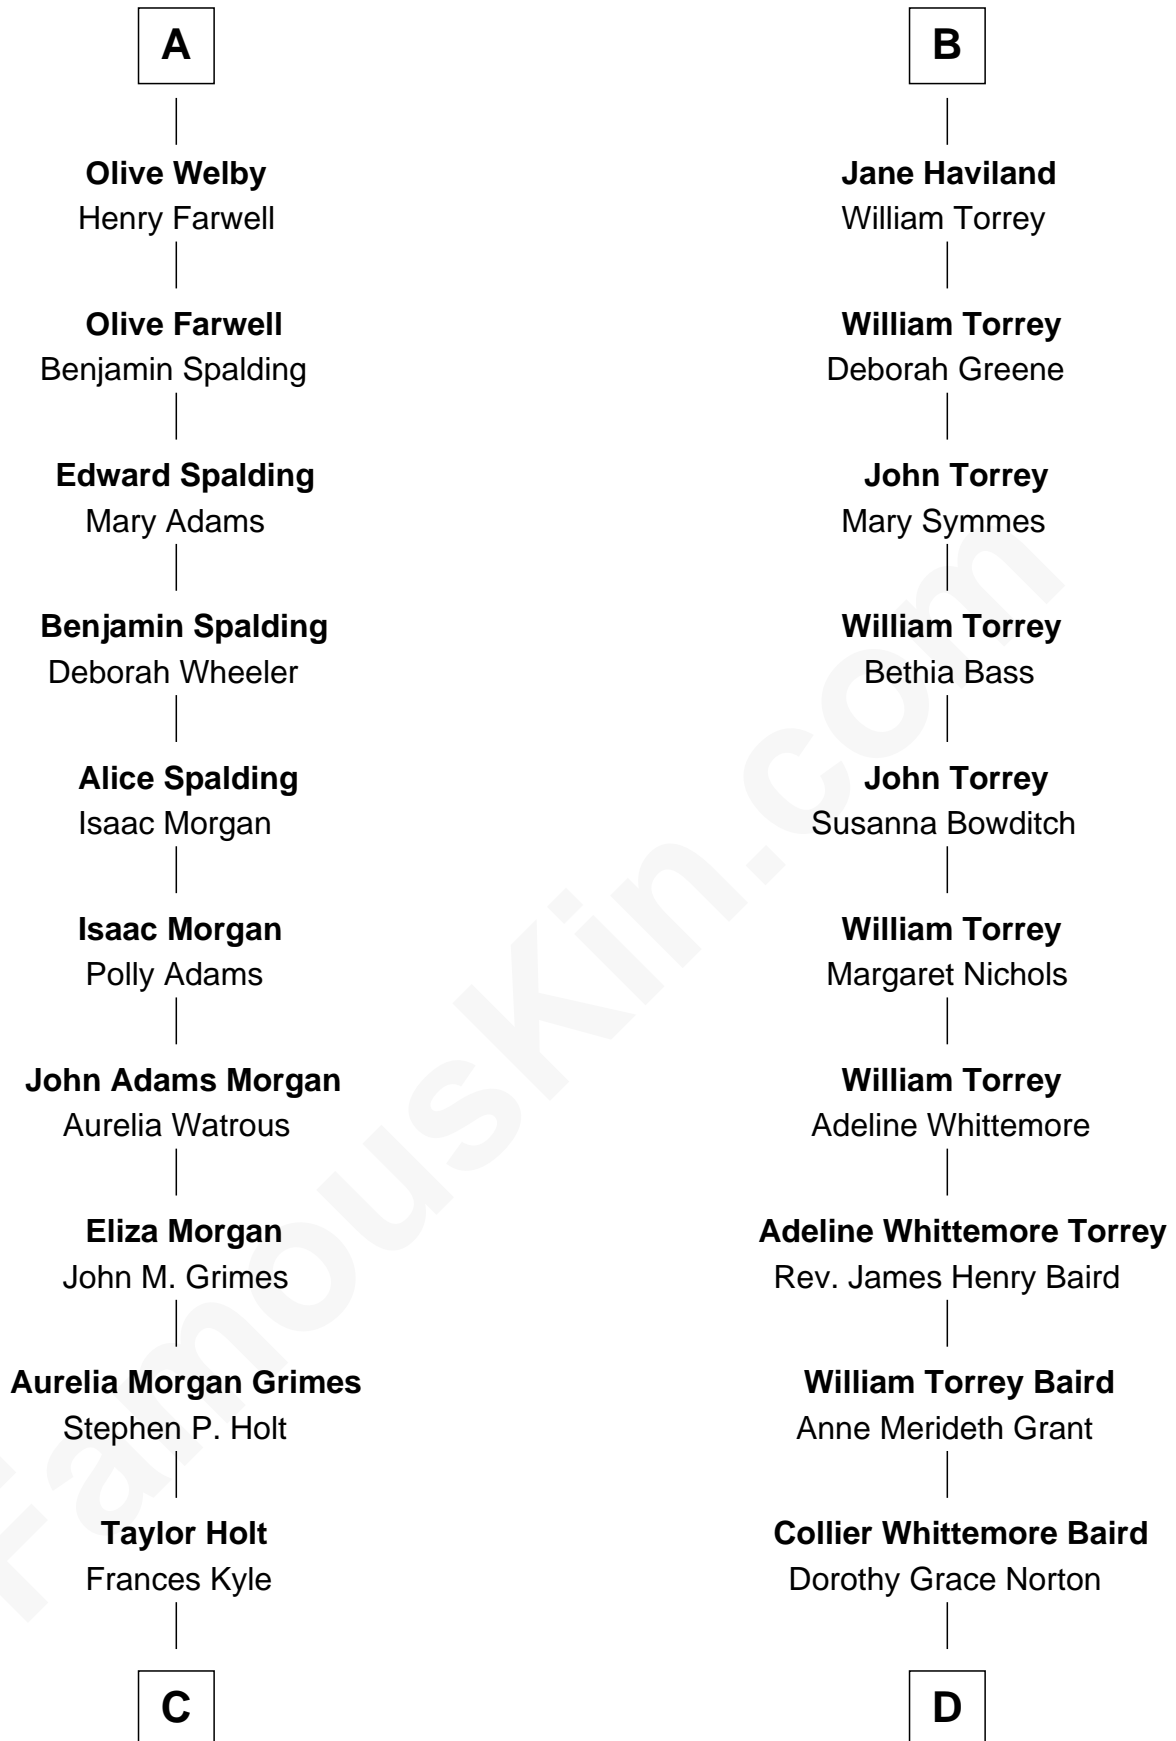 A
Olive Welby
Henry Farwell
Olive Farwell
Benjamin Spalding
Edward Spalding
Mary Adams
Benjamin Spalding
Deborah Wheeler
Alice Spalding
Isaac Morgan
Isaac Morgan
Polly Adams
John Adams Morgan
Aurelia Watrous
Eliza Morgan
John M. Grimes
Aurelia Morgan Grimes
Stephen P. Holt
Taylor Holt
Frances Kyle
C
B
Jane Haviland
William Torrey
William Torrey
Deborah Greene
John Torrey
Mary Symmes
William Torrey
Bethia Bass
John Torrey
Susanna Bowditch
William Torrey
Margaret Nichols
William Torrey
Adeline Whittemore
Adeline Whittemore Torrey
Rev. James Henry Baird
William Torrey Baird
Anne Merideth Grant
Collier Whittemore Baird
Dorothy Grace Norton
D
FamousKin.com